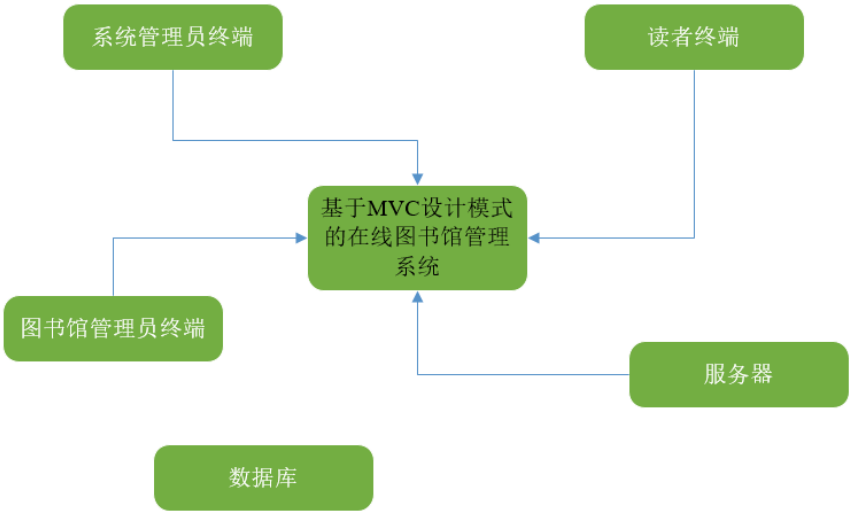 系统管理员终端
读者终端
基于MVC设计模式
的在线图书馆管理
系统
图书馆管理员终端
服务器
数据库